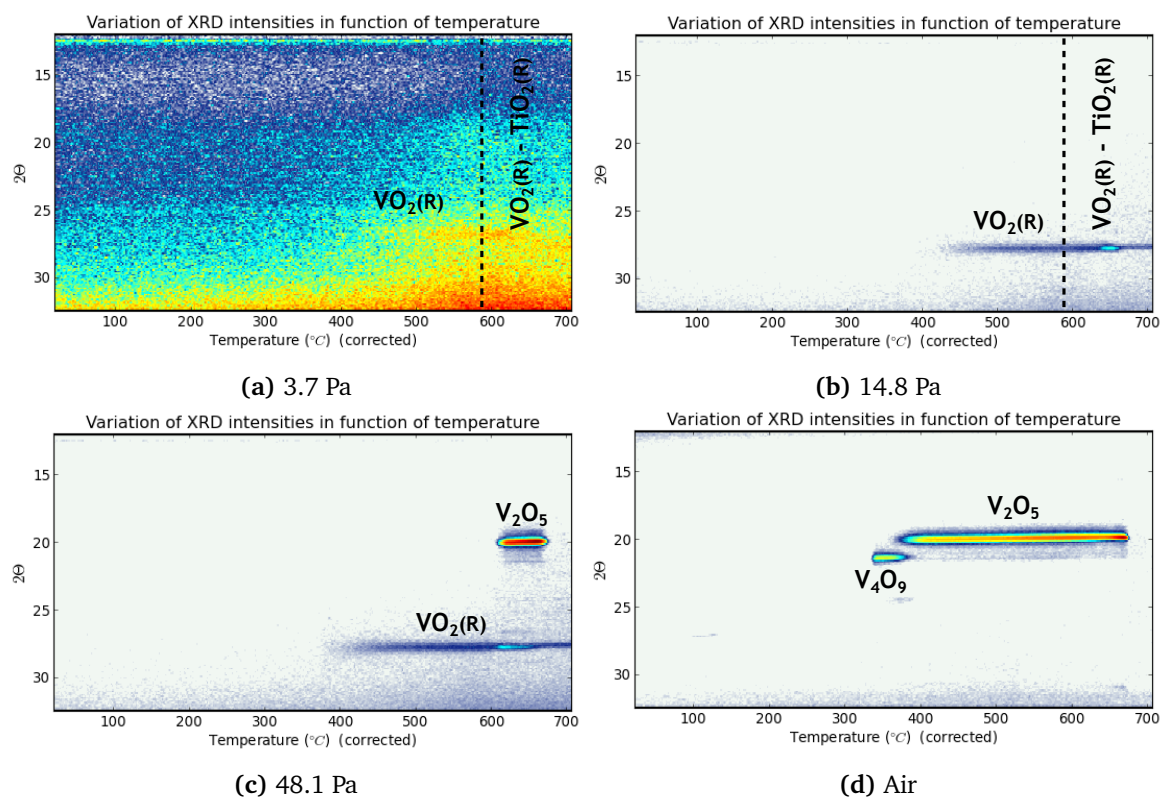 Variation of XRD intensities in function of temperature
15
20
25
30
2Θ
VO₂(R)
VO₂(R) - TiO₂(R)
100 200 300 400 500 600 700
Temperature (°C) (corrected)
(a) 3.7 Pa
Variation of XRD intensities in function of temperature
15
20
25
30
2Θ
VO₂(R)
VO₂(R) - TiO₂(R)
100 200 300 400 500 600 700
Temperature (°C) (corrected)
(b) 14.8 Pa
Variation of XRD intensities in function of temperature
15
20
25
30
2Θ
V₂O₅
VO₂(R)
100 200 300 400 500 600 700
Temperature (°C) (corrected)
(c) 48.1 Pa
Variation of XRD intensities in function of temperature
15
20
25
30
2Θ
V₂O₅
V₄O₉
100 200 300 400 500 600 700
Temperature (°C) (corrected)
(d) Air